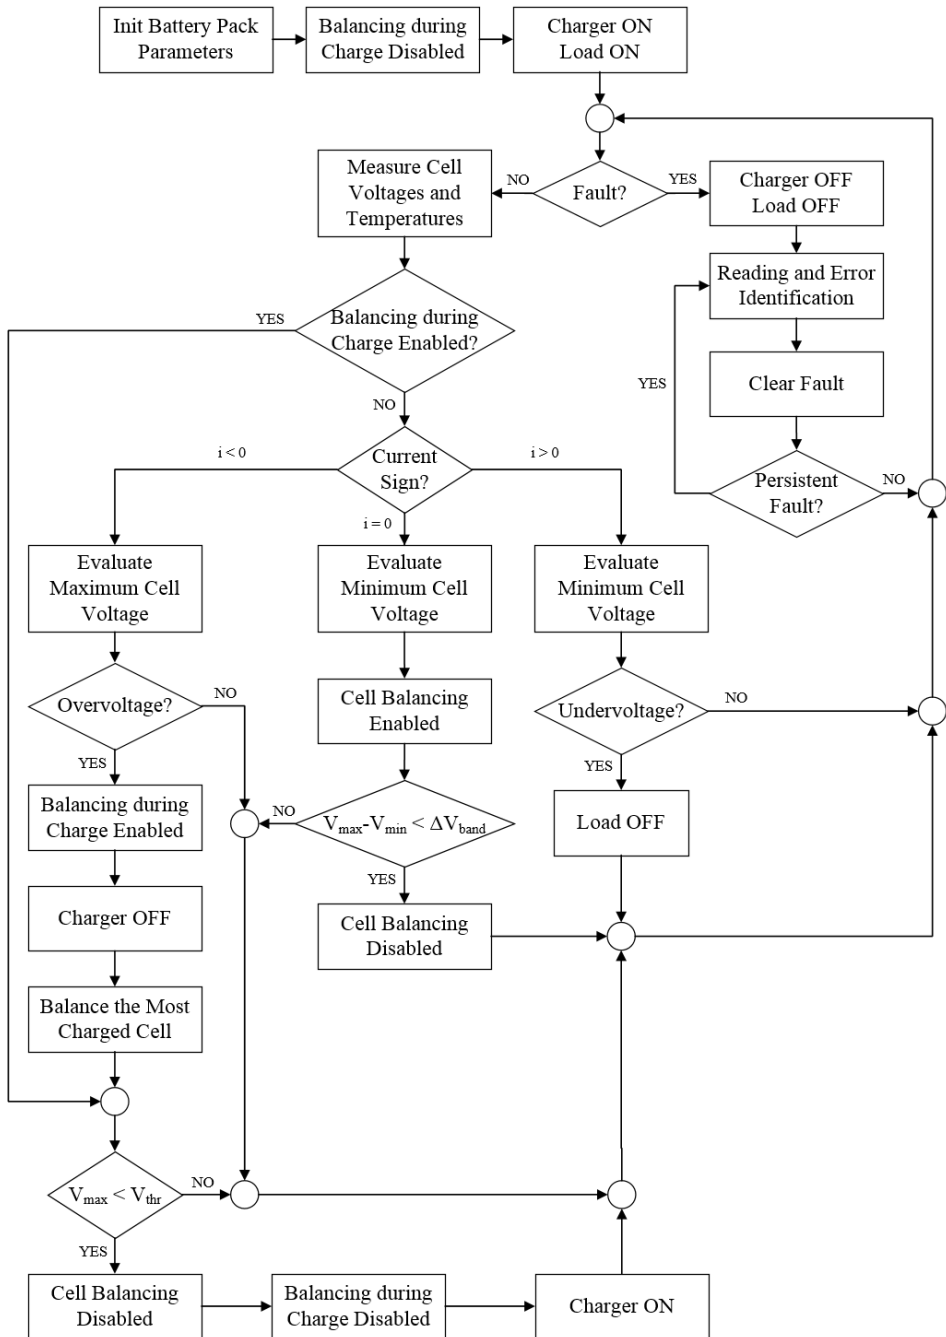 Init Battery Pack
Parameters
Balancing during
Charge Disabled
Charger ON
Load ON
Measure Cell
Voltages and
Temperatures
NO
Fault?
YES
Charger OFF
Load OFF
Reading and Error
Identification
YES
Balancing during
Charge Enabled?
YES
Clear Fault
NO
i < 0
Current
Sign?
i > 0
Persistent
Fault?
NO
i = 0
Evaluate
Maximum Cell
Voltage
Evaluate
Minimum Cell
Voltage
Evaluate
Minimum Cell
Voltage
Overvoltage?
NO
Cell Balancing
Enabled
Undervoltage?
NO
YES
YES
Balancing during
Charge Enabled
NO
Vmax-Vmin < ΔVband
Load OFF
YES
Charger OFF
Cell Balancing
Disabled
Balance the Most
Charged Cell
Vmax < Vthr
NO
YES
Cell Balancing
Disabled
Balancing during
Charge Disabled
Charger ON